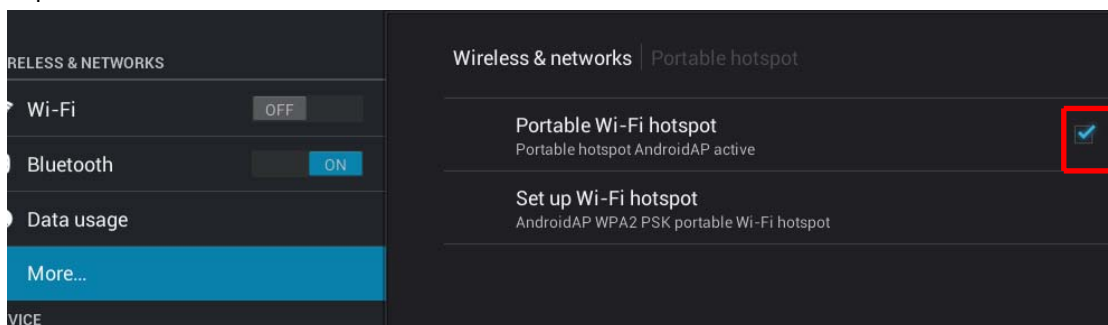 RELESS & NETWORKS
Wi-Fi
OFF
Bluetooth
ON
Data usage
More...
VICE
Wireless & networks
Portable hotspot
Portable Wi-Fi hotspot
Portable hotspot AndroidAP active
Set up Wi-Fi hotspot
AndroidAP WPA2 PSK portable Wi-Fi hotspot